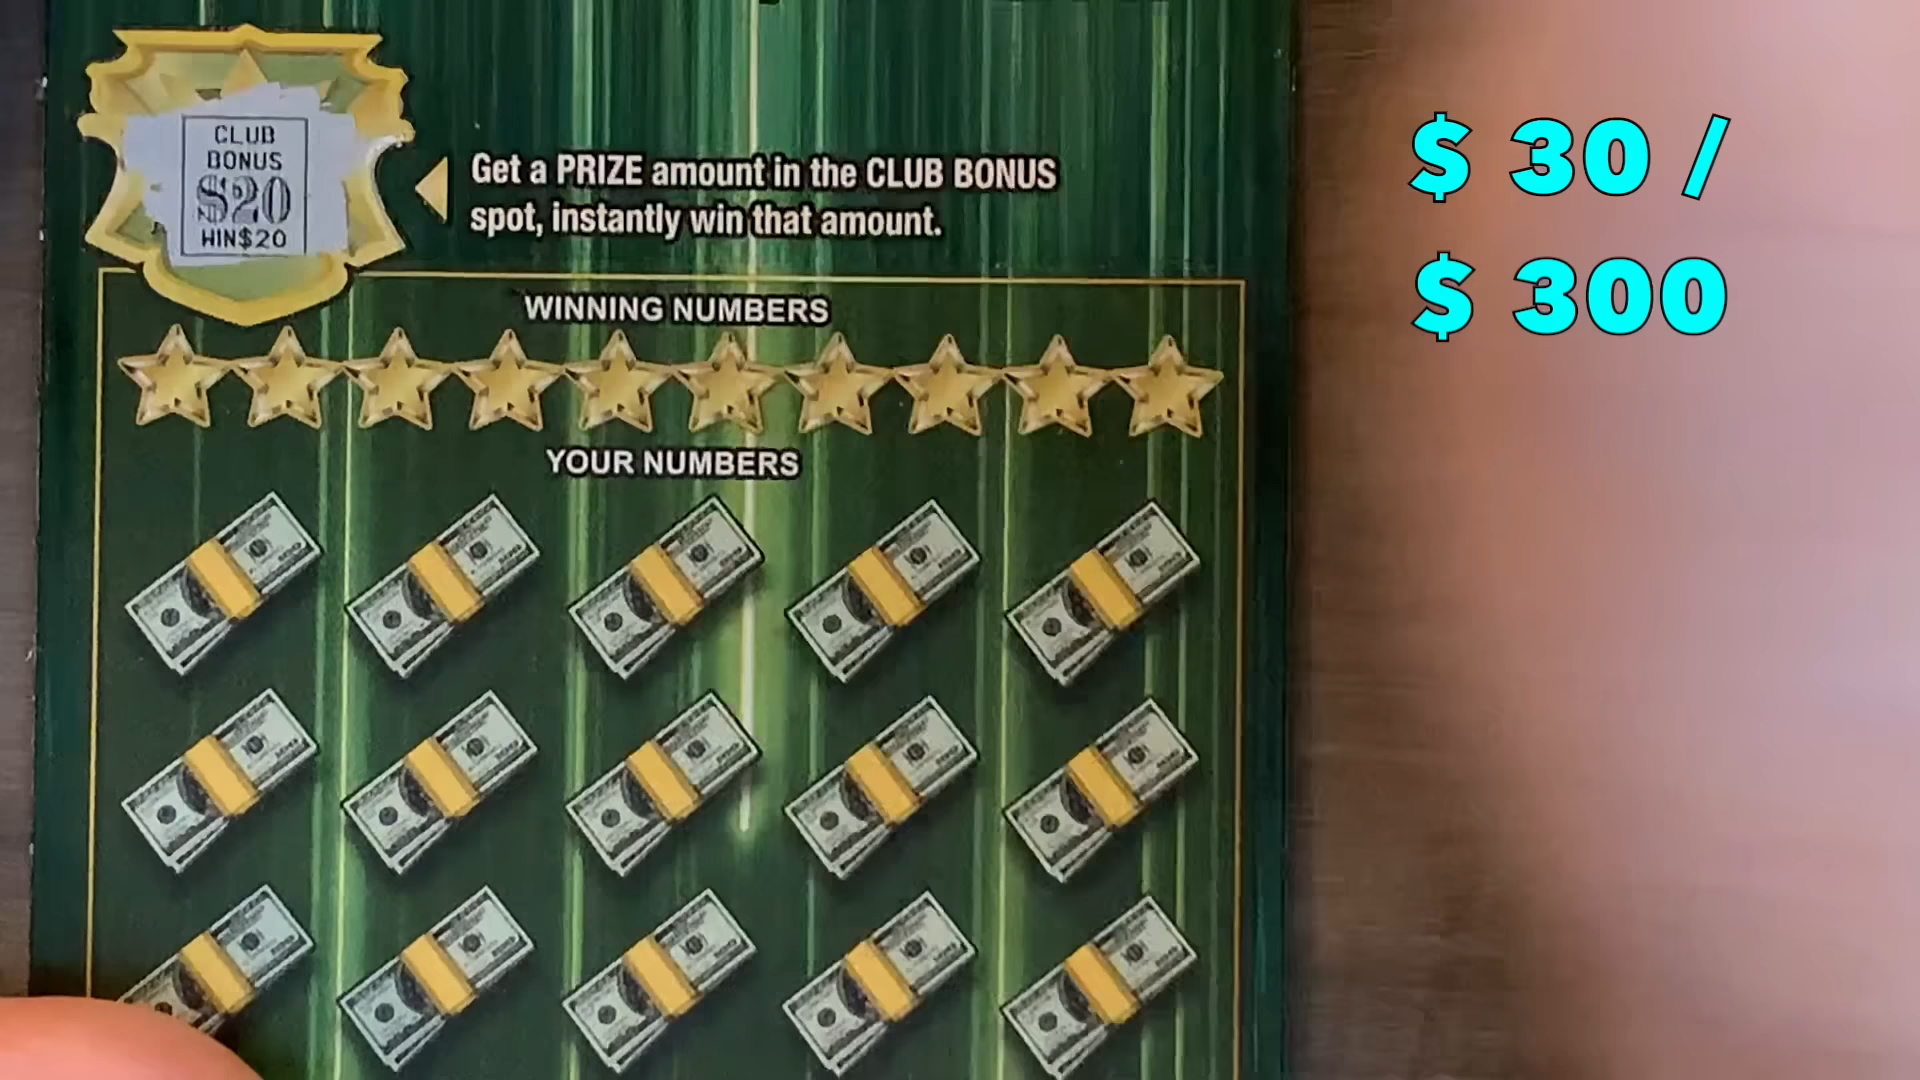 CLUB
BONUS
$20
WIN$20
Get a PRIZE amount in the CLUB BONUS
spot, instantly win that amount.
WINNING NUMBERS
YOUR NUMBERS
$ 30 /
$ 300